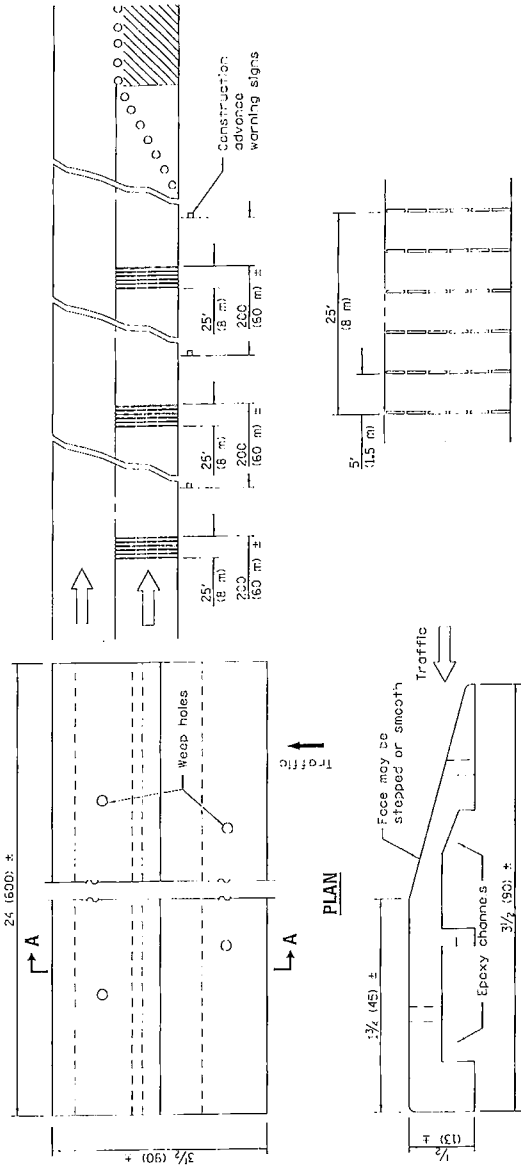 24 (600) ±
A
A
3½ (90) ±
Weep holes
Traffic
PLAN
1¾ (45) ±
½
(13) ±
Face may be
stepped or smooth
Traffic
Epoxy channels
3½ (90) ±
25'
(8 m)
200
(60 m) ±
25'
(8 m)
200
(60 m) ±
25'
(8 m)
200
(60 m) ±
Construction
advance
warning signs
25'
(8 m)
5'
(1.5 m)